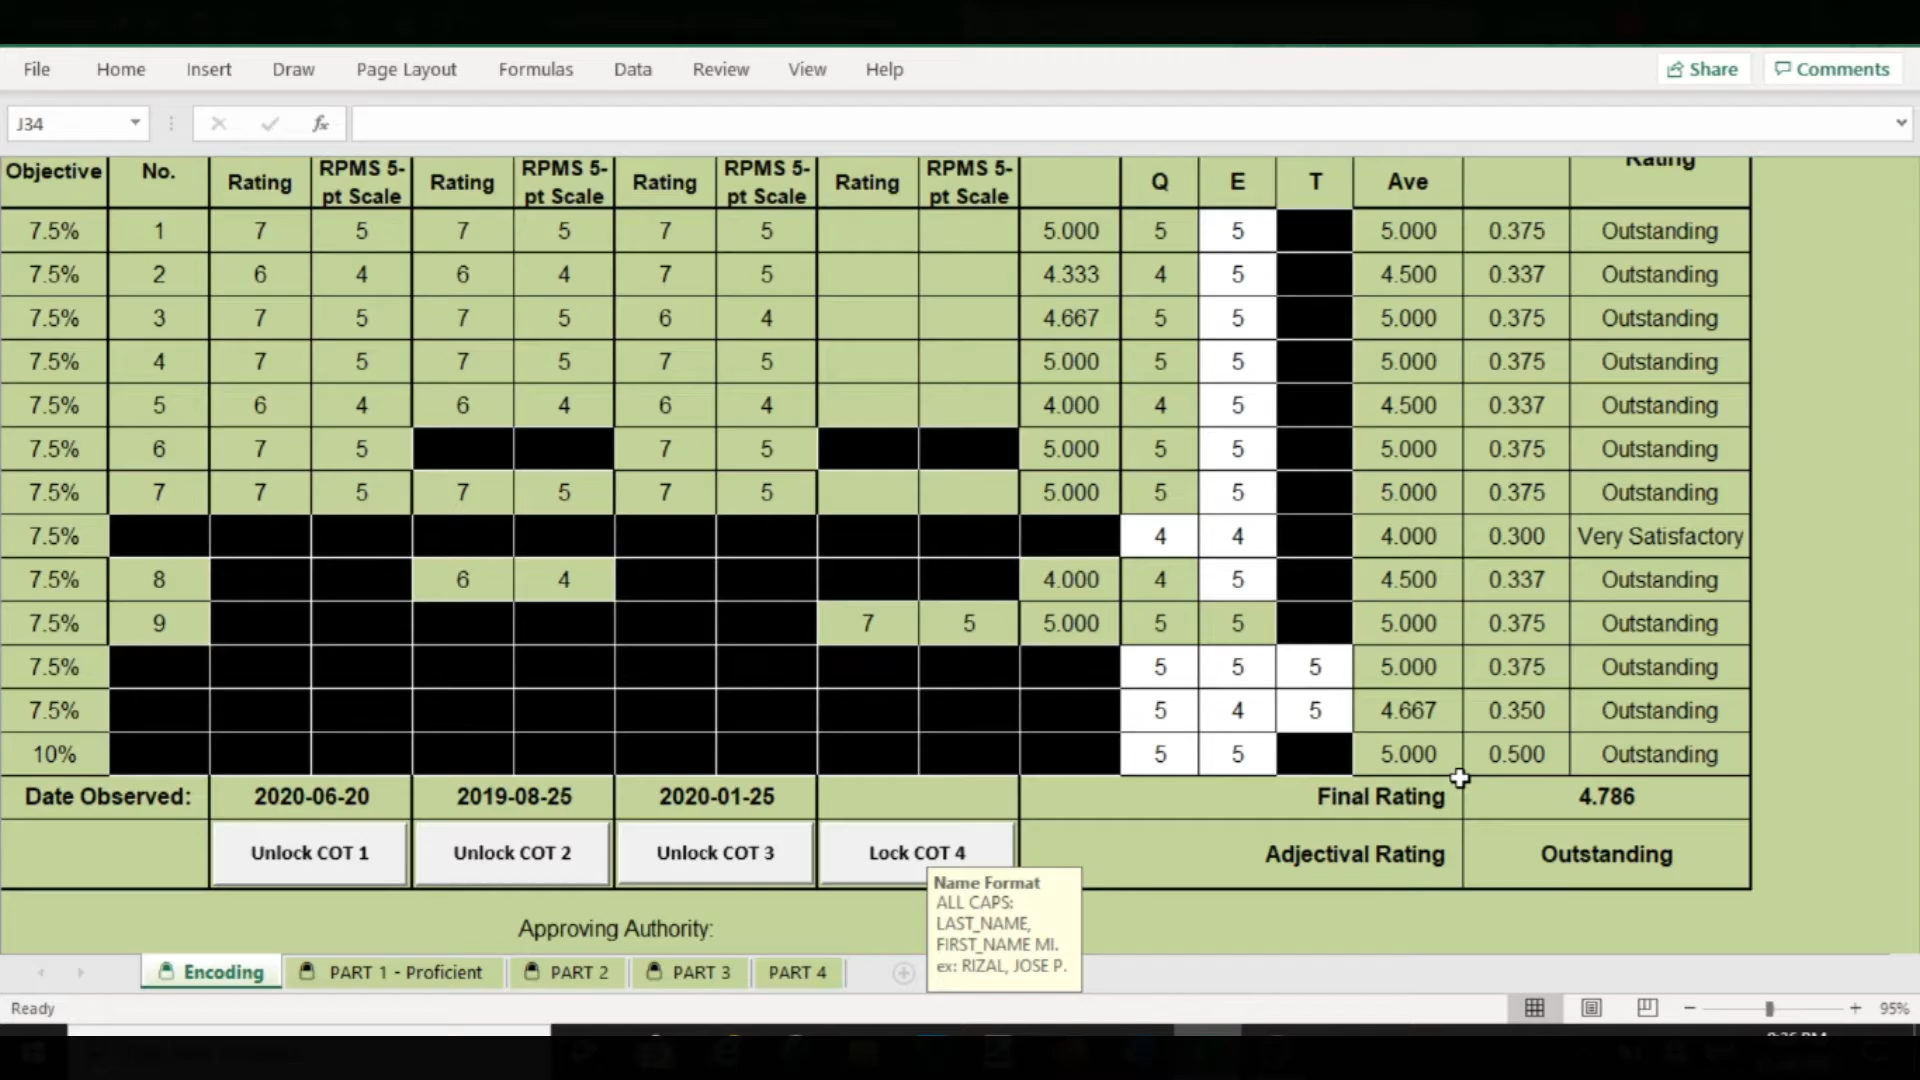 File Home Insert Draw Page Layout Formulas Data Review View Help Share Comments
J34 fx
Objective No. Rating RPMS 5-pt Scale Rating RPMS 5-pt Scale Rating RPMS 5-pt Scale Rating RPMS 5-pt Scale Q E T Ave Rating
7.5% 1 7 5 7 5 7 5 5.000 5 5 5.000 0.375 Outstanding
7.5% 2 6 4 6 4 7 5 4.333 4 5 4.500 0.337 Outstanding
7.5% 3 7 5 7 5 6 4 4.667 5 5 5.000 0.375 Outstanding
7.5% 4 7 5 7 5 7 5 5.000 5 5 5.000 0.375 Outstanding
7.5% 5 6 4 6 4 6 4 4.000 4 5 4.500 0.337 Outstanding
7.5% 6 7 5 7 5 5.000 5 5 5.000 0.375 Outstanding
7.5% 7 7 5 7 5 7 5 5.000 5 5 5.000 0.375 Outstanding
7.5% 4 4 4.000 0.300 Very Satisfactory
7.5% 8 6 4 4.000 4 5 4.500 0.337 Outstanding
7.5% 9 7 5 5.000 5 5 5.000 0.375 Outstanding
7.5% 5 5 5 5.000 0.375 Outstanding
7.5% 5 4 5 4.667 0.350 Outstanding
10% 5 5 5.000 0.500 Outstanding
Date Observed: 2020-06-20 2019-08-25 2020-01-25 Final Rating 4.786
Unlock COT 1 Unlock COT 2 Unlock COT 3 Lock COT 4 Adjectival Rating Outstanding
Name Format
ALL CAPS:
LAST_NAME,
FIRST_NAME MI.
ex: RIZAL, JOSE P.
Approving Authority:
Encoding PART 1 - Proficient PART 2 PART 3 PART 4
Ready 95%